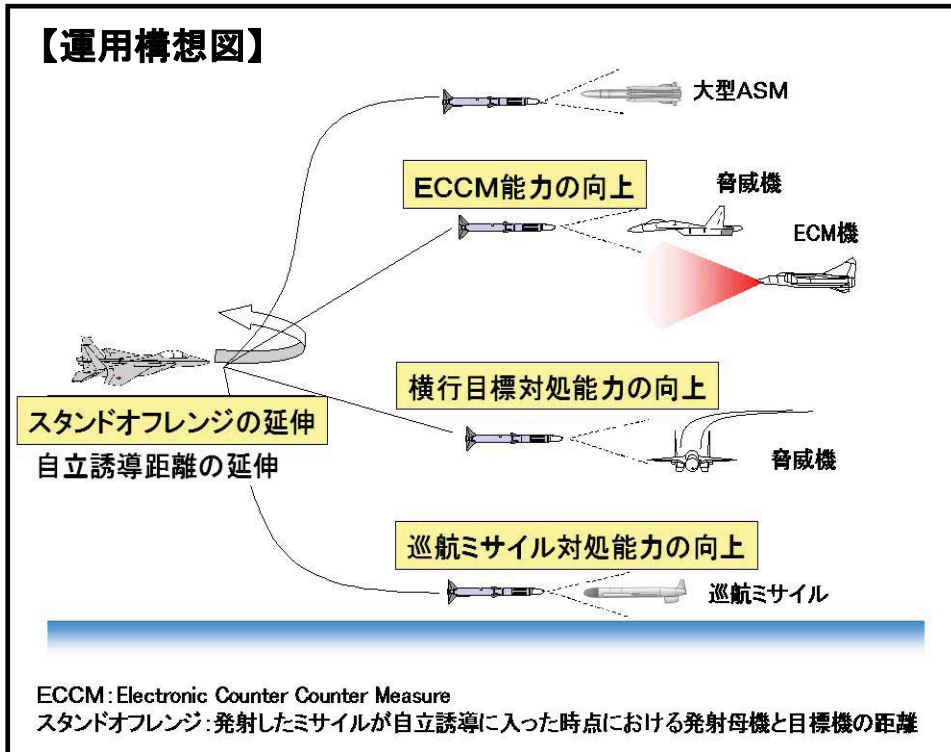 【運用構想図】
大型ASM
ECCM能力の向上
脅威機
ECM機
横行目標対処能力の向上
スタンドオフレンジの延伸
自立誘導距離の延伸
脅威機
巡航ミサイル対処能力の向上
巡航ミサイル
ECCM：Electronic Counter Counter Measure
スタンドオフレンジ：発射したミサイルが自立誘導に入った時点における発射母機と目標機の距離